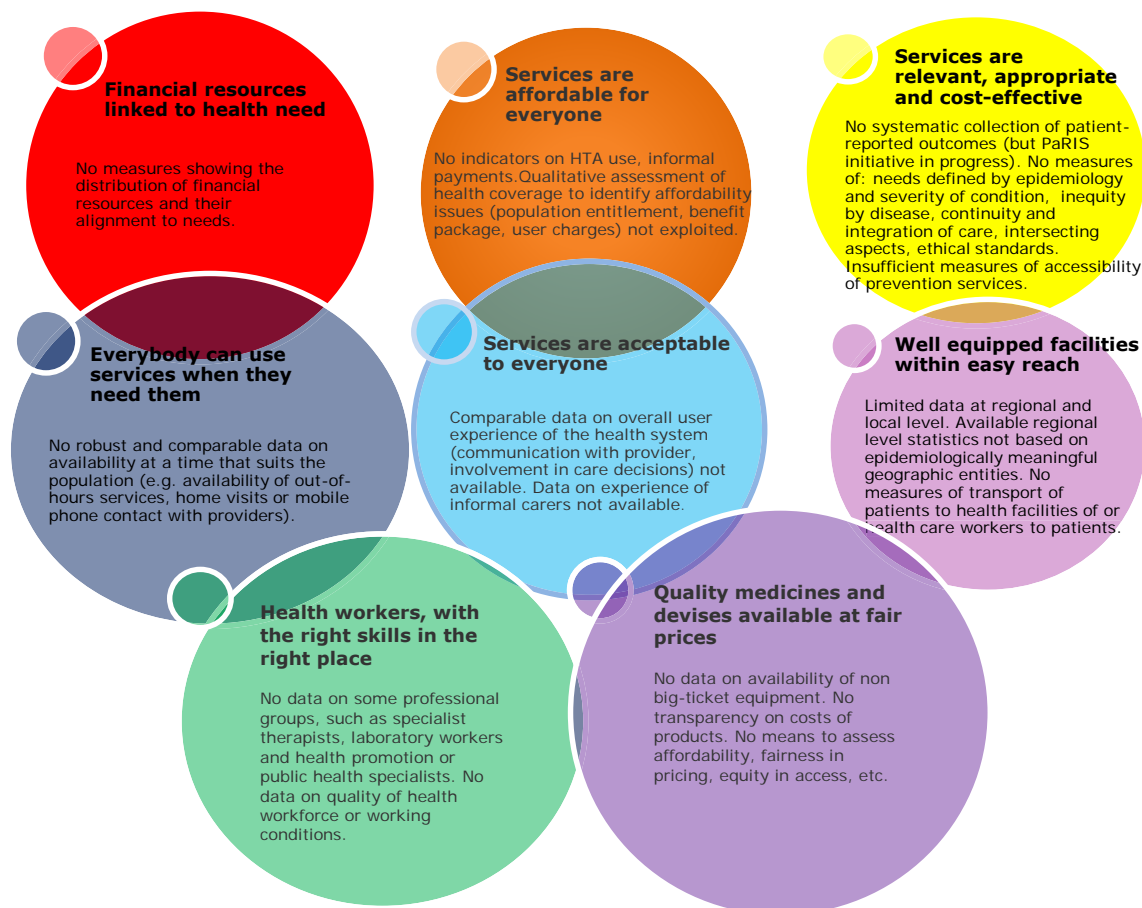 Financial resources
linked to health need
No measures showing the
distribution of financial
resources and their
alignment to needs.
Services are
affordable for
everyone
No indicators on HTA use, informal
payments.Qualitative assessment of
health coverage to identify affordability
issues (population entitlement, benefit
package, user charges) not exploited.
Services are
relevant, appropriate
and cost-effective
No systematic collection of patient-
reported outcomes (but PaRIS
initiative in progress). No measures
of: needs defined by epidemiology
and severity of condition, inequity
by disease, continuity and
integration of care, intersecting
aspects, ethical standards.
Insufficient measures of accessibility
of prevention services.
Everybody can use
services when they
need them
No robust and comparable data on
availability at a time that suits the
population (e.g. availability of out-of-
hours services, home visits or mobile
phone contact with providers).
Services are acceptable
to everyone
Comparable data on overall user
experience of the health system
(communication with provider,
involvement in care decisions) not
available. Data on experience of
informal carers not available.
Well equipped facilities
within easy reach
Limited data at regional and
local level. Available regional
level statistics not based on
epidemiologically meaningful
geographic entities. No
measures of transport of
patients to health facilities of or
health care workers to patients.
Health workers, with
the right skills in the
right place
No data on some professional
groups, such as specialist
therapists, laboratory workers
and health promotion or
public health specialists. No
data on quality of health
workforce or working
conditions.
Quality medicines and
devises available at fair
prices
No data on availability of non
big-ticket equipment. No
transparency on costs of
products. No means to assess
affordability, fairness in
pricing, equity in access, etc.